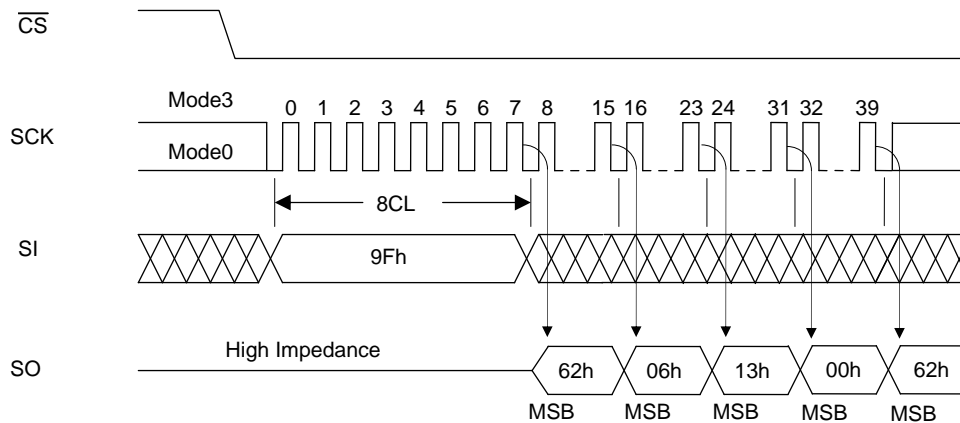 CS
Mode3
0 1 2 3 4 5 6 7 8 15 16 23 24 31 32 39
SCK
Mode0
8CL
SI
9Fh
High Impedance
SO
62h 06h 13h 00h 62h
MSB MSB MSB MSB MSB